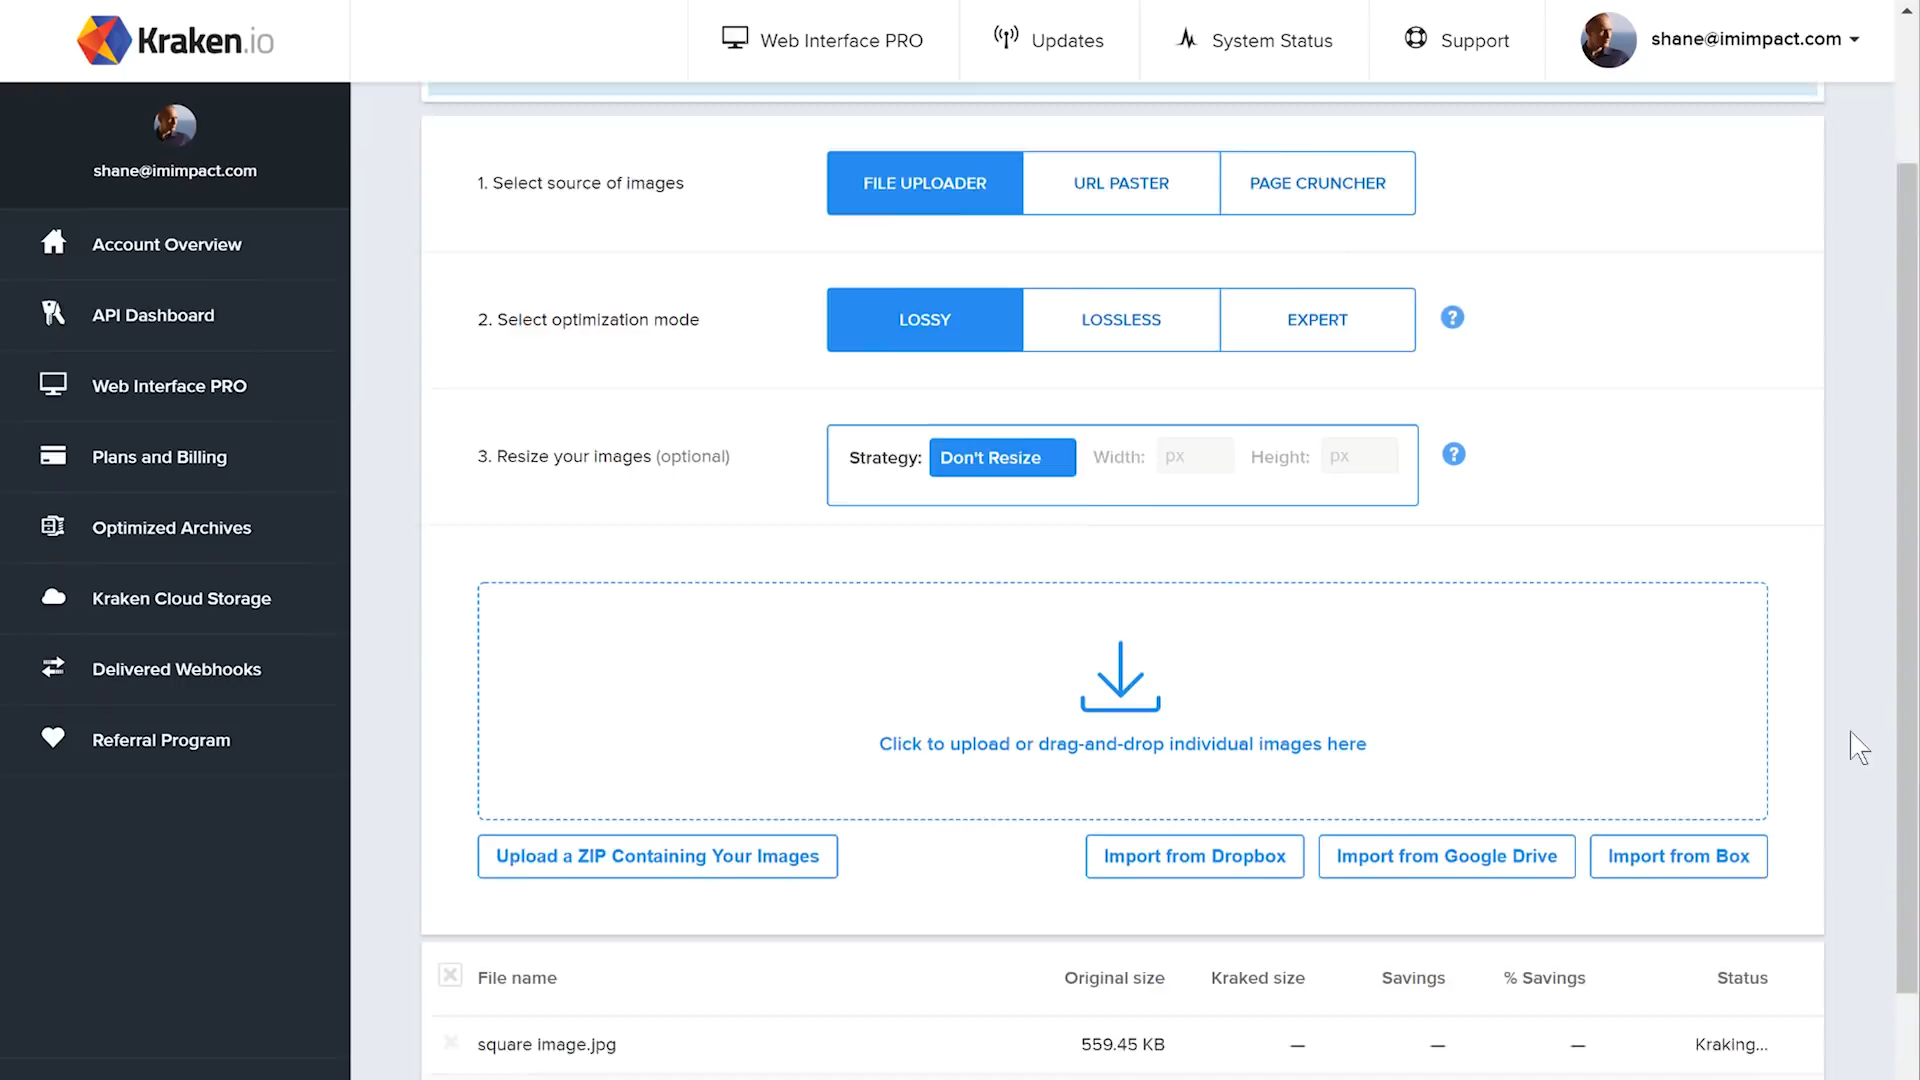 Kraken.io
Web Interface PRO
Updates
System Status
Support
shane@imimpact.com
shane@imimpact.com
Account Overview
API Dashboard
Web Interface PRO
Plans and Billing
Optimized Archives
Kraken Cloud Storage
Delivered Webhooks
Referral Program
1. Select source of images
FILE UPLOADER
URL PASTER
PAGE CRUNCHER
2. Select optimization mode
LOSSY
LOSSLESS
EXPERT
?
3. Resize your images (optional)
Strategy: Don't Resize Width: px Height: px
?
Click to upload or drag-and-drop individual images here
Upload a ZIP Containing Your Images
Import from Dropbox
Import from Google Drive
Import from Box
File name Original size Kraked size Savings % Savings Status
square image.jpg 559.45 KB — — — Kraking...